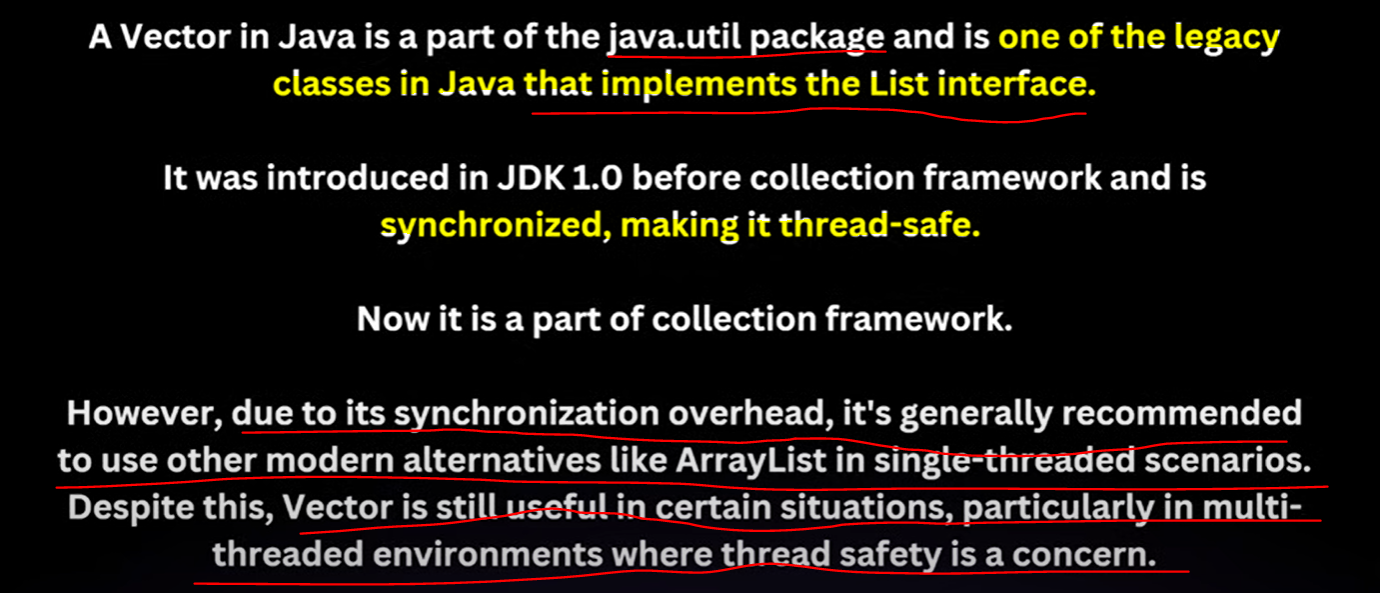 A Vector in Java is a part of the java.util package and is one of the legacy
classes in Java that implements the List interface.
It was introduced in JDK 1.0 before collection framework and is
synchronized, making it thread-safe.
Now it is a part of collection framework.
However, due to its synchronization overhead, it's generally recommended
to use other modern alternatives like ArrayList in single-threaded scenarios.
Despite this, Vector is still useful in certain situations, particularly in multi-
threaded environments where thread safety is a concern.